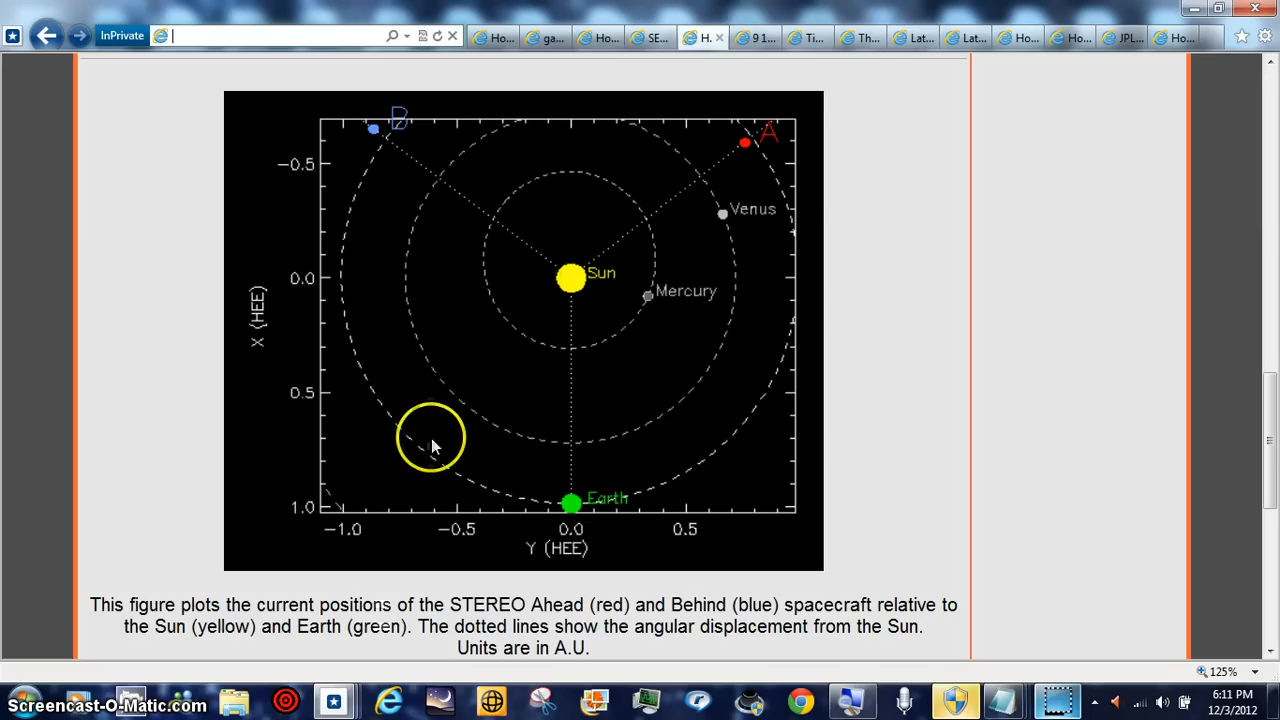 InPrivate
Ho...
ga...
Ho...
SE...
H.
9 1...
Ti...
Th...
Lat...
Lat...
Ho...
Ho...
JPL...
Ho...
B
A
Venus
Sun
Mercury
Earth
−0.5
0.0
0.5
1.0
X (HEE)
−1.0 −0.5 0.0 0.5
Y (HEE)
This figure plots the current positions of the STEREO Ahead (red) and Behind (blue) spacecraft relative to
the Sun (yellow) and Earth (green). The dotted lines show the angular displacement from the Sun.
Units are in A.U.
125%
Screencast-O-Matic.com
6:11 PM
12/3/2012